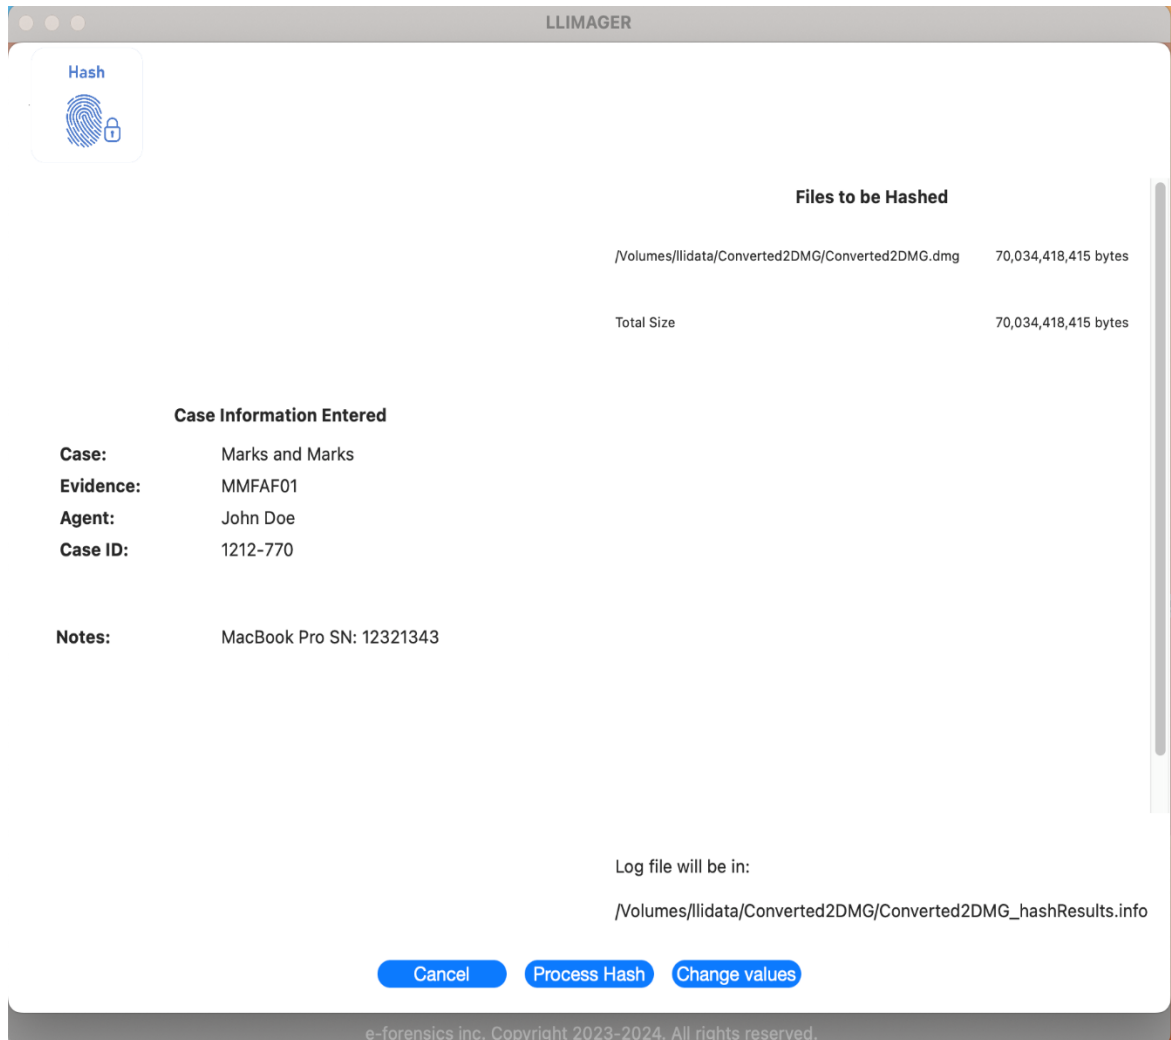 LLIMAGER
Hash
Files to be Hashed
/Volumes/llidata/Converted2DMG/Converted2DMG.dmg 70,034,418,415 bytes
Total Size 70,034,418,415 bytes
Case Information Entered
Case: Marks and Marks
Evidence: MMFAF01
Agent: John Doe
Case ID: 1212-770
Notes: MacBook Pro SN: 12321343
Log file will be in:
/Volumes/llidata/Converted2DMG/Converted2DMG_hashResults.info
Cancel Process Hash Change values
e-forensics inc. Copyright 2023-2024. All rights reserved.